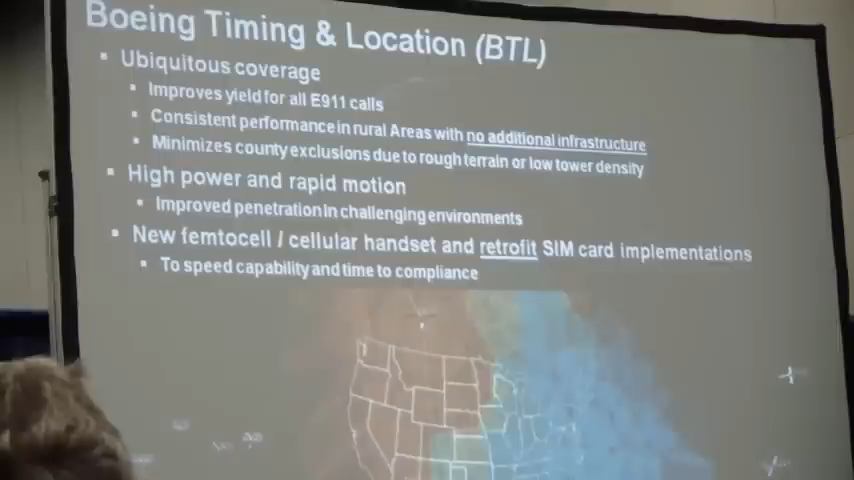 Boeing Timing & Location (BTL)
Ubiquitous coverage
Improves yield for all E911 calls
Consistent performance in rural Areas with no additional infrastructure
Minimizes county exclusions due to rough terrain or low tower density
High power and rapid motion
Improved penetration in challenging environments
New femtocell / cellular handset and retrofit SIM card implementations
To speed capability and time to compliance